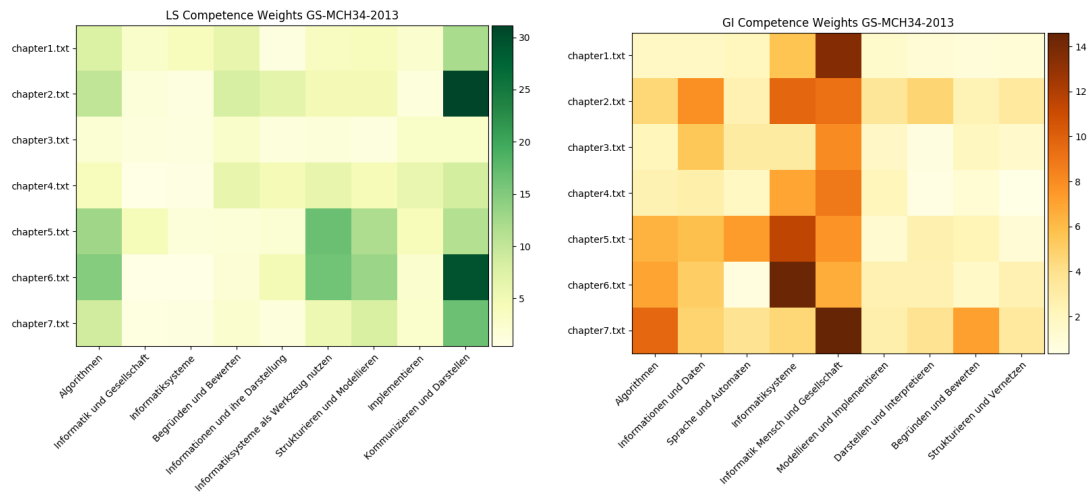 LS Competence Weights GS-MCH34-2013
chapter1.txt
chapter2.txt
chapter3.txt
chapter4.txt
chapter5.txt
chapter6.txt
chapter7.txt
Algorithmen
Informatik und Gesellschaft
Informatiksysteme
Begründen und Bewerten
Informationen und ihre Darstellung
Informatiksysteme als Werkzeug nutzen
Strukturieren und Modellieren
Implementieren
Kommunizieren und Darstellen
30
25
20
15
10
5
GI Competence Weights GS-MCH34-2013
chapter1.txt
chapter2.txt
chapter3.txt
chapter4.txt
chapter5.txt
chapter6.txt
chapter7.txt
Algorithmen
Informationen und Daten
Sprache und Automaten
Informatiksysteme
Informatik Mensch und Gesellschaft
Modellieren und Implementieren
Darstellen und Interpretieren
Begründen und Bewerten
Strukturieren und Vernetzen
14
12
10
8
6
4
2